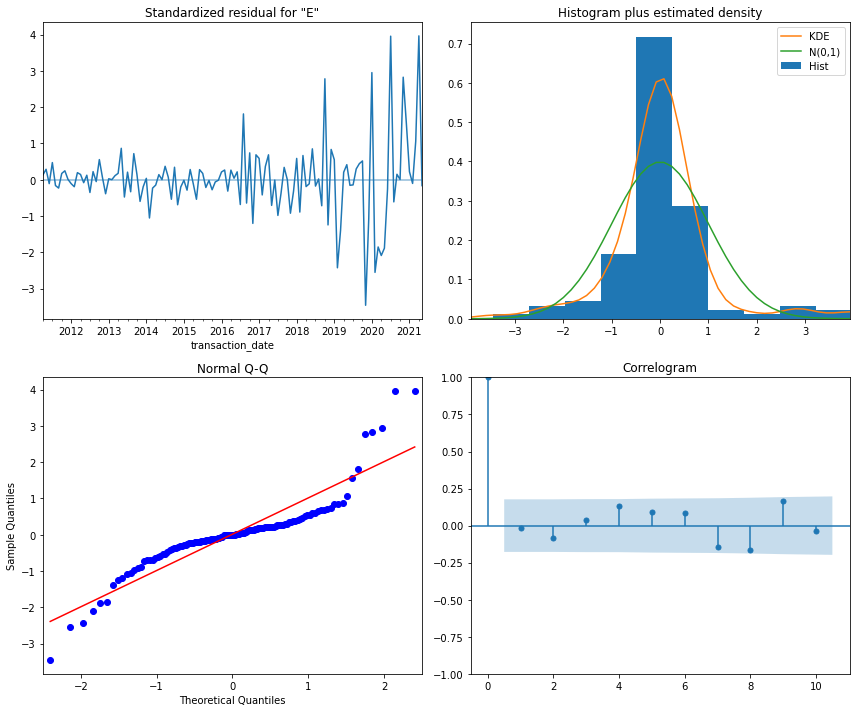 Standardized residual for "E"
4
3
2
1
0
−1
−2
−3
2012 2013 2014 2015 2016 2017 2018 2019 2020 2021
transaction_date
Histogram plus estimated density
KDE
N(0,1)
Hist
0.7
0.6
0.5
0.4
0.3
0.2
0.1
0.0
−3 −2 −1 0 1 2 3
Normal Q-Q
Sample Quantiles
4
3
2
1
0
−1
−2
−3
−2 −1 0 1 2
Theoretical Quantiles
Correlogram
1.00
0.75
0.50
0.25
0.00
−0.25
−0.50
−0.75
−1.00
0 2 4 6 8 10